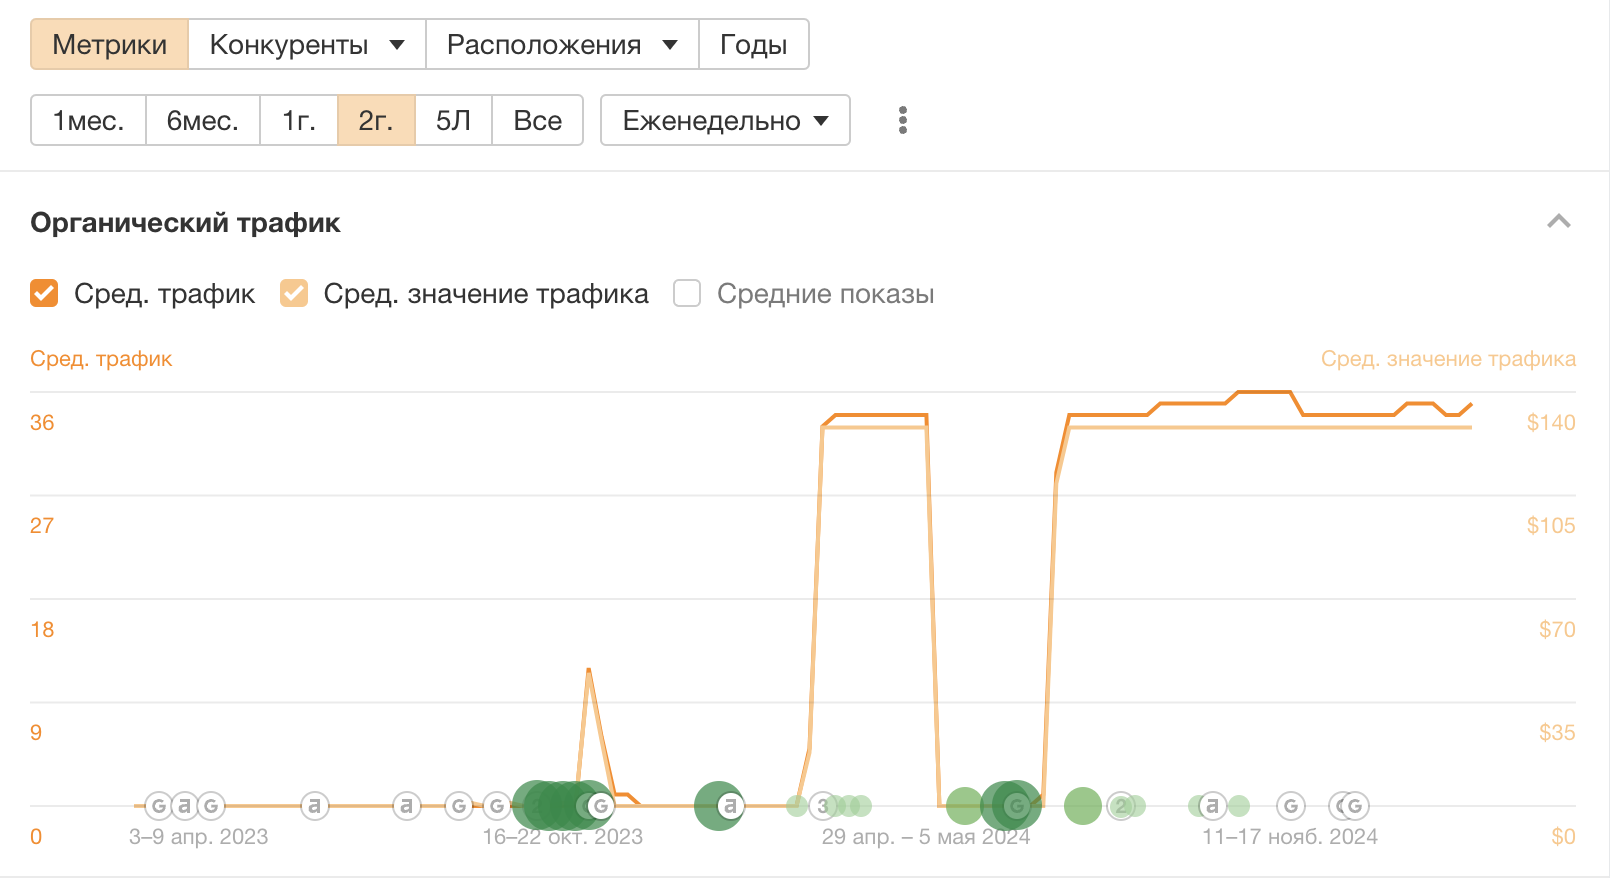 Метрики Конкуренты Расположения Годы
1мес. 6мес. 1г. 2г. 5Л Все Еженедельно
Органический трафик
Сред. трафик Сред. значение трафика Средние показы
Сред. трафик Сред. значение трафика
36 $140
27 $105
18 $70
9 $35
G a G a a G G G a 3 G 2 a G G
0 3–9 апр. 2023 16–22 окт. 2023 29 апр. – 5 мая 2024 11–17 нояб. 2024 $0